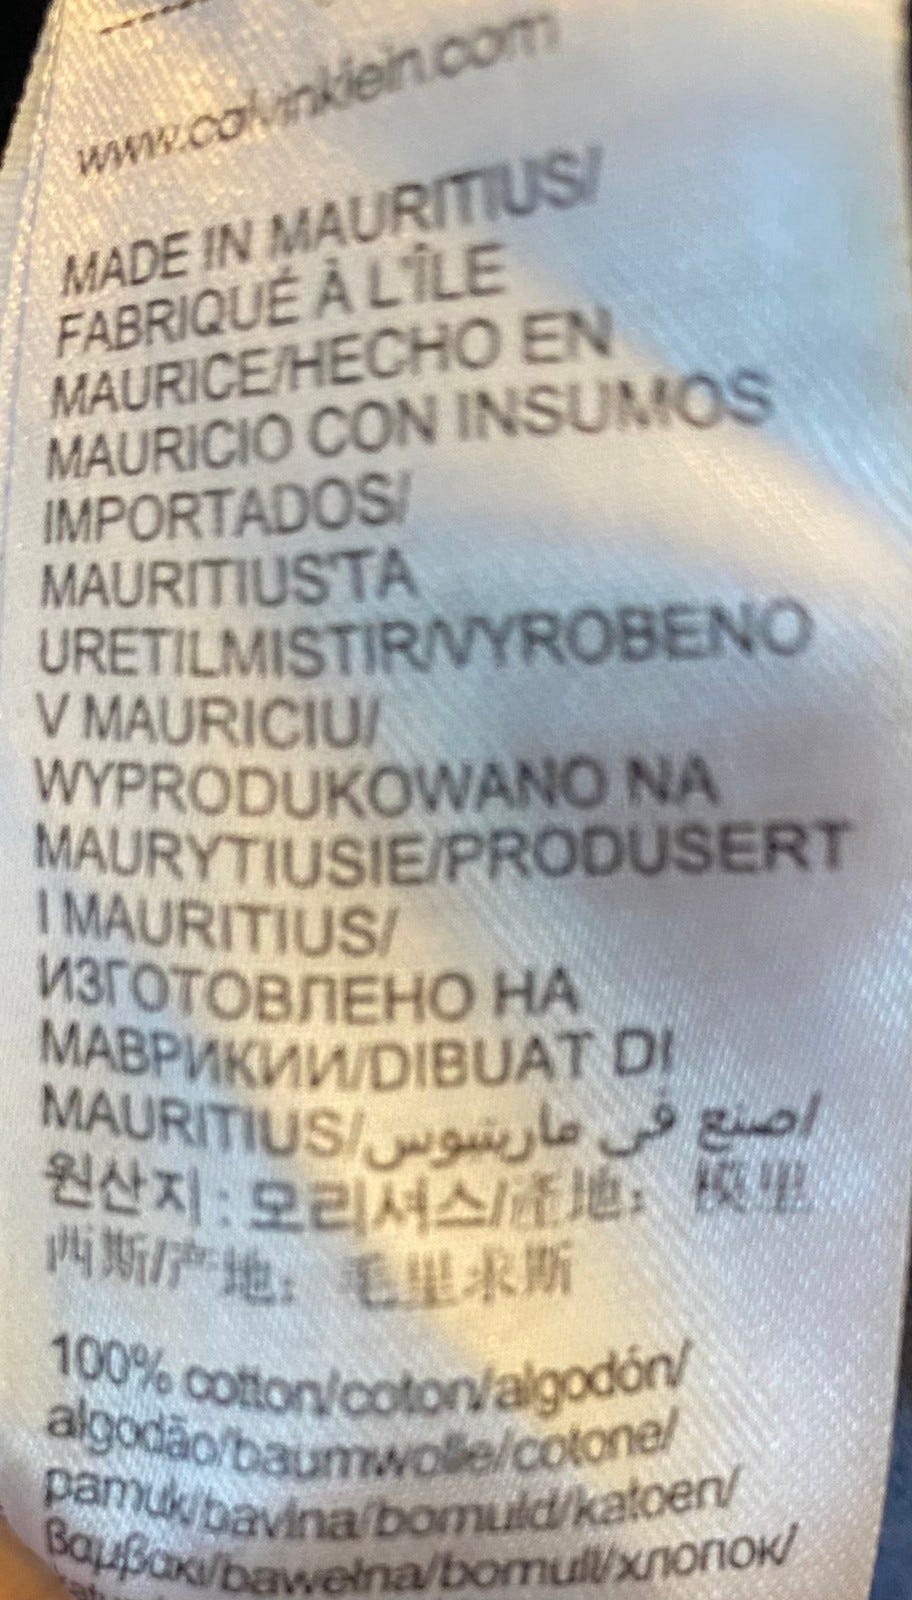 www.calvinklein.com
MADE IN MAURITIUS/
FABRIQUÉ À L'ÎLE
MAURICE/HECHO EN
MAURICIO CON INSUMOS
IMPORTADOS/
MAURITIUS'TA
URETILMISTIR/VYROBENO
V MAURICIU/
WYPRODUKOWANO NA
MAURYTIUSIE/PRODUSERT
I MAURITIUS/
ИЗГОТОВЛЕНО НА
МАВРИКИИ/DIBUAT DI
MAURITIUS/صنع في ماريشوس/
원산지 : 모리셔스/產地： 模里
西斯/产地： 毛里求斯
100% cotton/coton/algodón/
algodão/baumwolle/cotone/
pamuk/bavlna/bomuld/katoen/
βαμβακι/bawełna/bomull/хлопок/